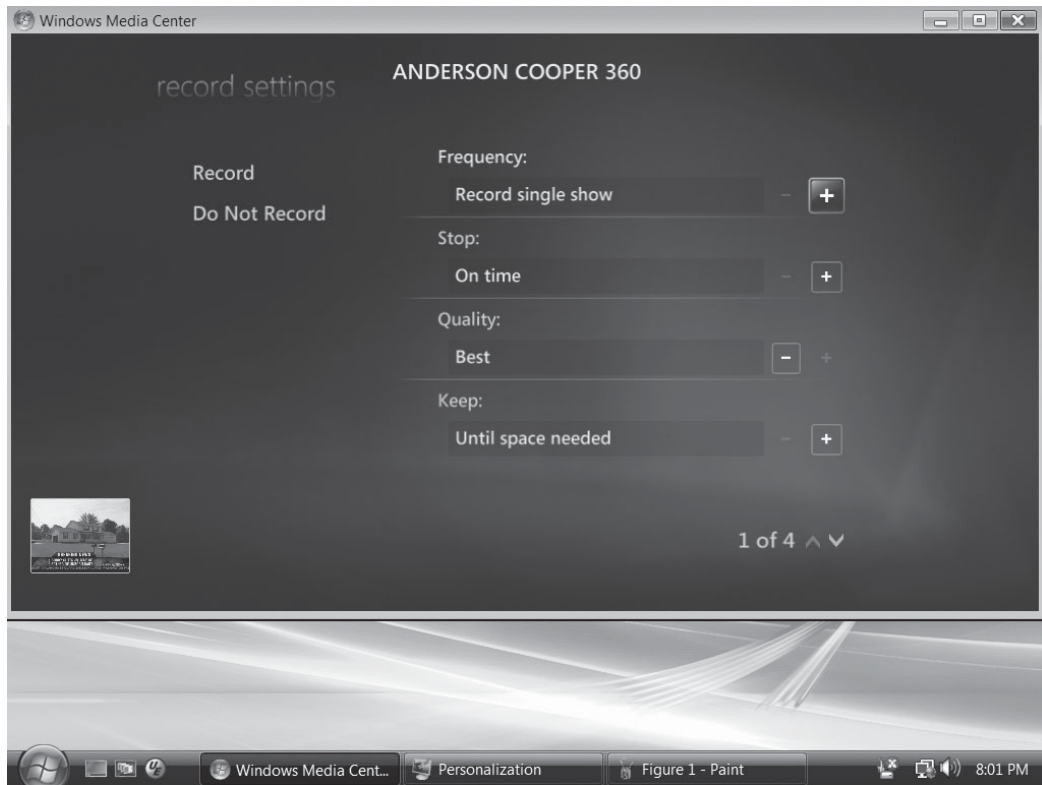 Windows Media Center
record settings
ANDERSON COOPER 360
Record
Do Not Record
Frequency:
Record single show
Stop:
On time
Quality:
Best
Keep:
Until space needed
1 of 4
Windows Media Cent...
Personalization
Figure 1 - Paint
8:01 PM